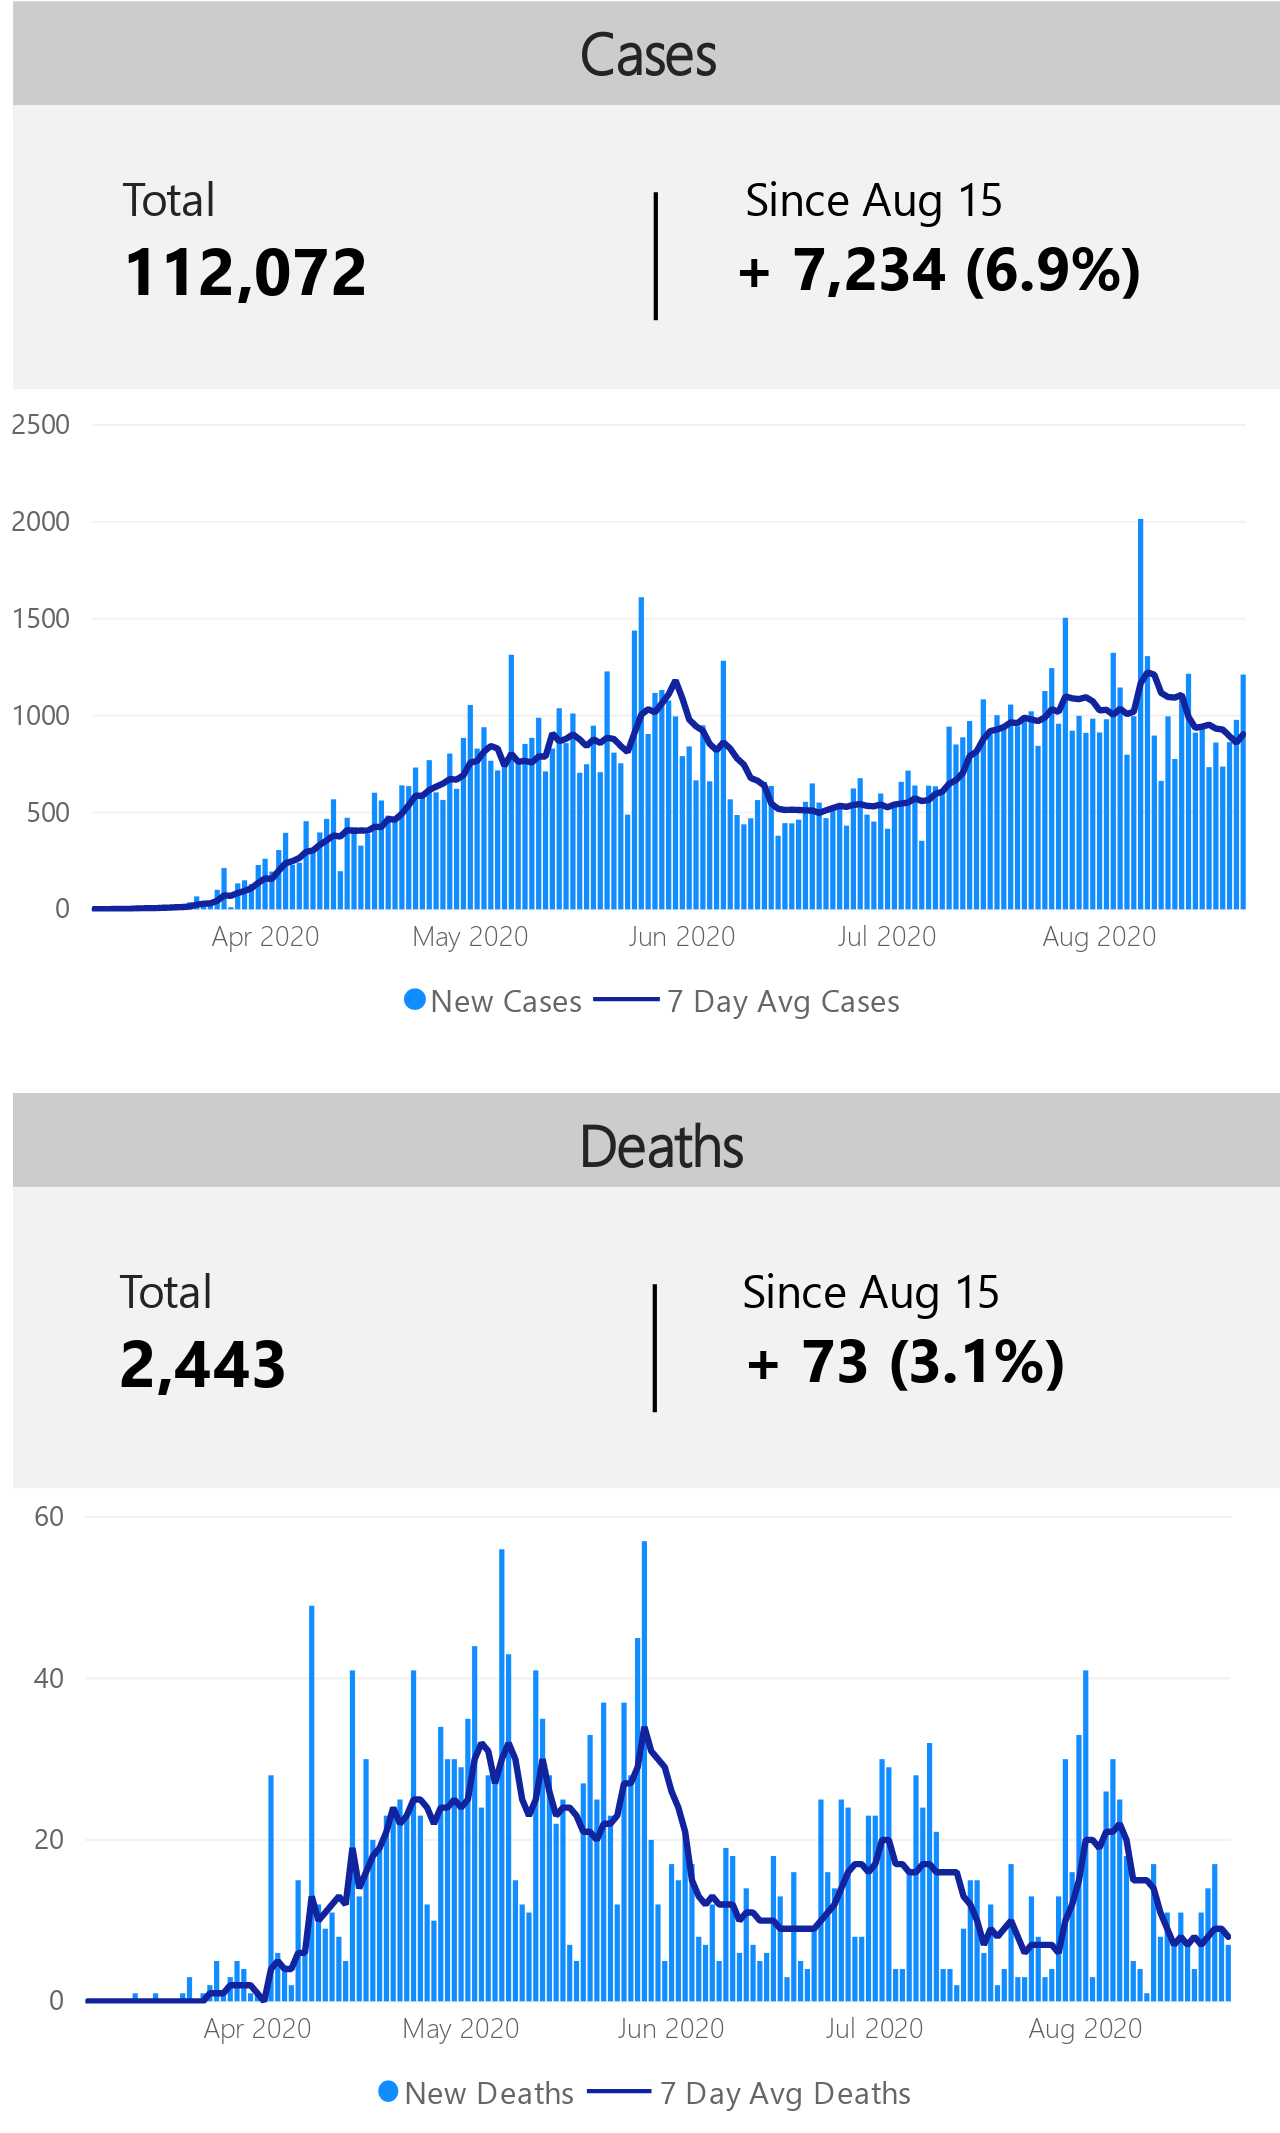 Cases
Total
Since Aug 15
112,072
+ 7,234 (6.9%)
2500
2000
1500
1000
500
0
Apr 2020
May 2020
Jun 2020
Jul 2020
Aug 2020
New Cases
7 Day Avg Cases
Deaths
Total
Since Aug 15
2,443
+ 73 (3.1%)
60
40
20
0
Apr 2020
May 2020
Jun 2020
Jul 2020
Aug 2020
New Deaths
7 Day Avg Deaths